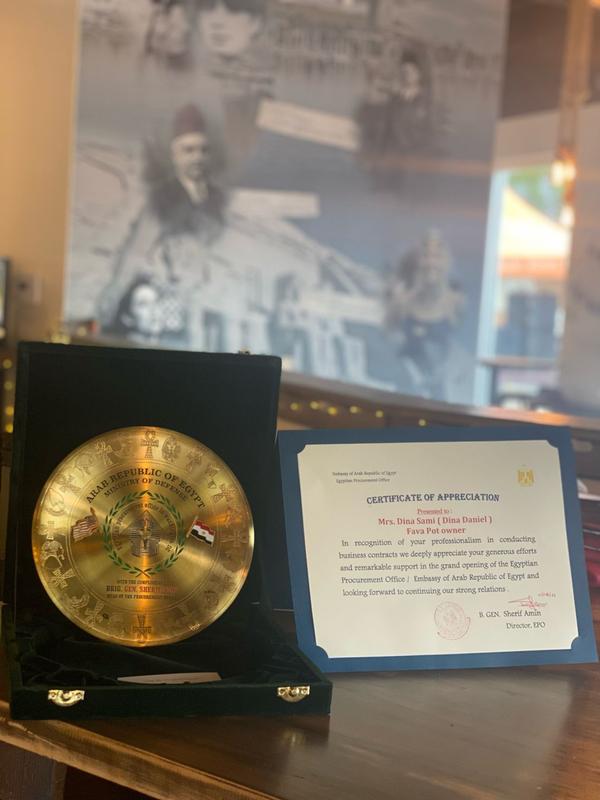 ARAB REPUBLIC OF EGYPT
MINISTRY OF DEFENSE
WITH THE COMPLIMENTS
BRIG. GEN. SHERIF
HEAD OF THE PROCUREMENT
Embassy of Arab Republic of Egypt
Egyptian Procurement Office
CERTIFICATE OF APPRECIATION
Presented to :
Mrs. Dina Sami ( Dina Daniel )
Fava Pot owner
In recognition of your professionalism in conducting
business contracts we deeply appreciate your generous efforts
and remarkable support in the grand opening of the Egyptian
Procurement Office / Embassy of Arab Republic of Egypt and
looking forward to continuing our strong relations .
B. GEN. Sherif Amin
Director, EPO